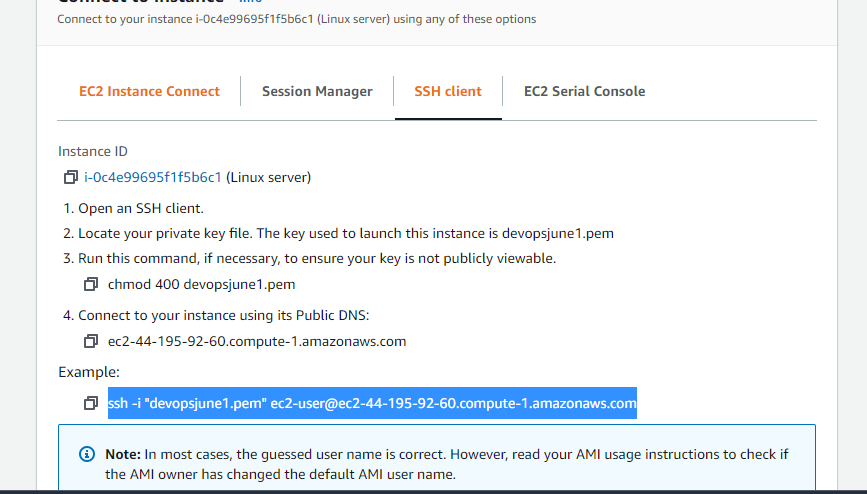 Connect to instance Info
Connect to your instance i-0c4e99695f1f5b6c1 (Linux server) using any of these options
EC2 Instance Connect
Session Manager
SSH client
EC2 Serial Console
Instance ID
i-0c4e99695f1f5b6c1 (Linux server)
1. Open an SSH client.
2. Locate your private key file. The key used to launch this instance is devopsjune1.pem
3. Run this command, if necessary, to ensure your key is not publicly viewable.
chmod 400 devopsjune1.pem
4. Connect to your instance using its Public DNS:
ec2-44-195-92-60.compute-1.amazonaws.com
Example:
ssh -i "devopsjune1.pem" ec2-user@ec2-44-195-92-60.compute-1.amazonaws.com
Note: In most cases, the guessed user name is correct. However, read your AMI usage instructions to check if
the AMI owner has changed the default AMI user name.